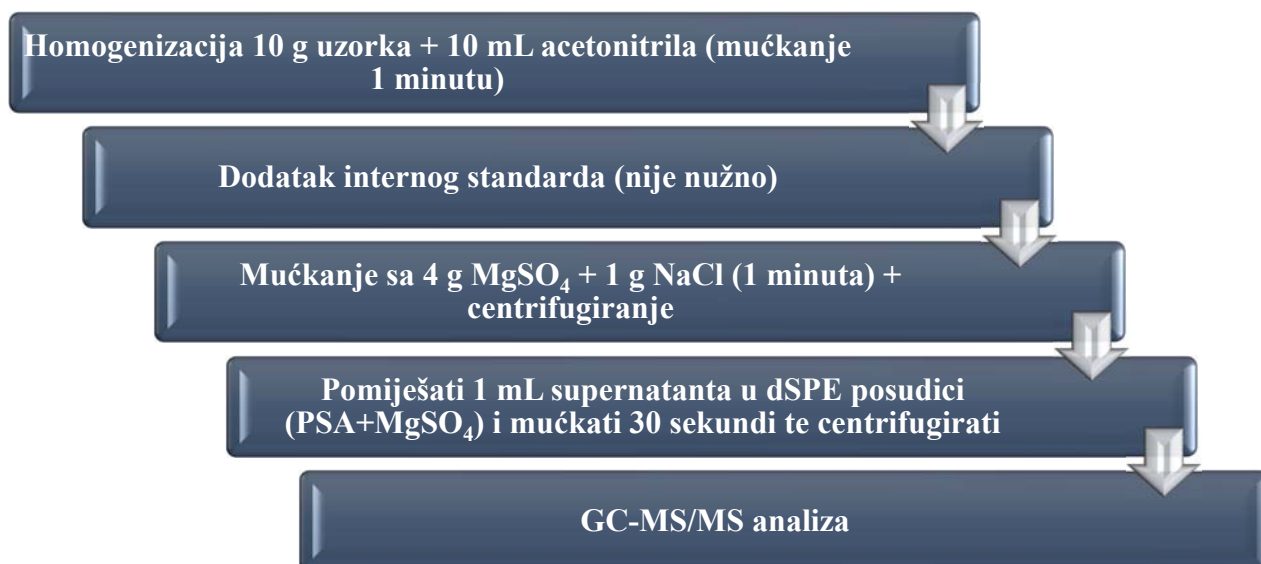 Homogenizacija 10 g uzorka + 10 mL acetonitrila (mućkanje
1 minutu)
Dodatak internog standarda (nije nužno)
Mućkanje sa 4 g MgSO₄ + 1 g NaCl (1 minuta) +
centrifugiranje
Pomiješati 1 mL supernatanta u dSPE posudici
(PSA+MgSO₄) i mućkati 30 sekundi te centrifugirati
GC-MS/MS analiza